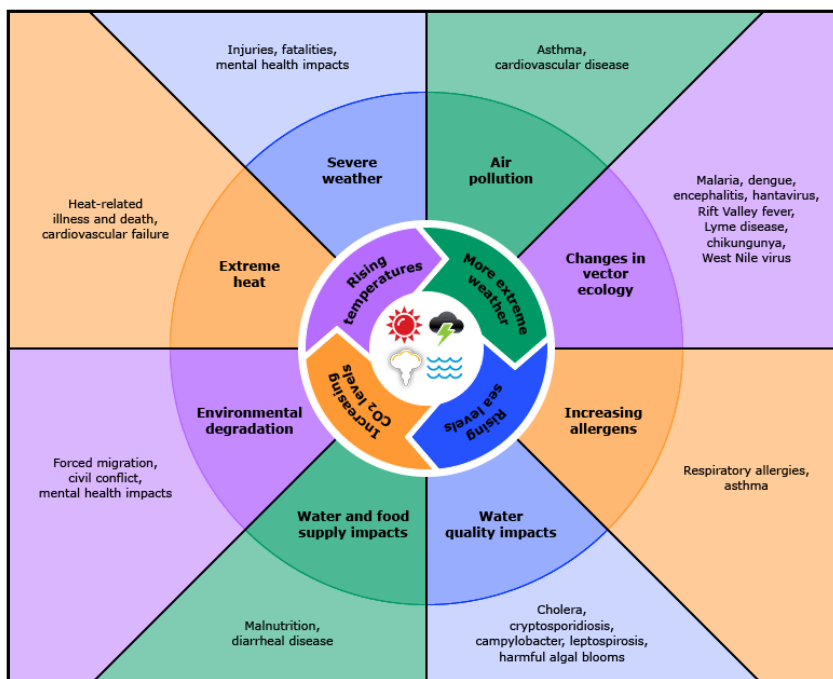 Injuries, fatalities,
mental health impacts
Asthma,
cardiovascular disease
Severe
weather
Air
pollution
Heat-related
illness and death,
cardiovascular failure
Malaria, dengue,
encephalitis, hantavirus,
Rift Valley fever,
Lyme disease,
chikungunya,
West Nile virus
Extreme
heat
Changes in
vector
ecology
Rising
temperatures
More extreme
weather
Increasing
CO₂ levels
Rising
sea levels
Environmental
degradation
Increasing
allergens
Forced migration,
civil conflict,
mental health impacts
Respiratory allergies,
asthma
Water and food
supply impacts
Water
quality impacts
Malnutrition,
diarrheal disease
Cholera,
cryptosporidiosis,
campylobacter, leptospirosis,
harmful algal blooms